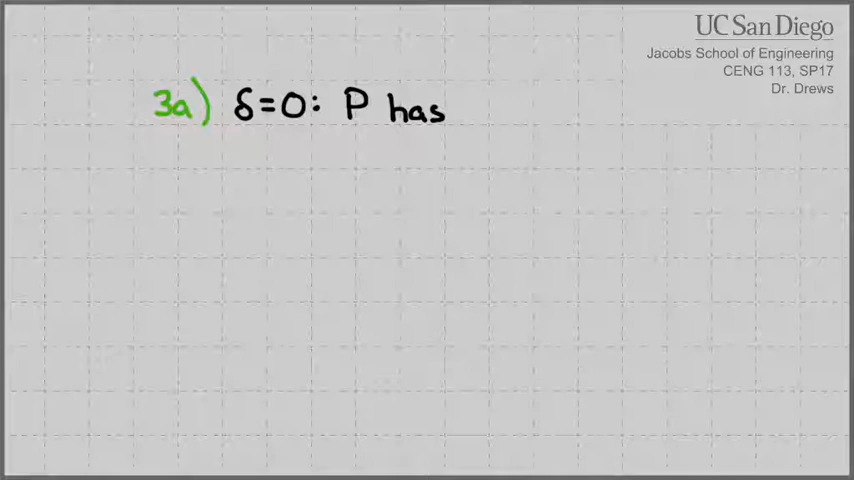 UC San Diego
Jacobs School of Engineering
CENG 113, SP17
Dr. Drews
3a) δ=0: P has